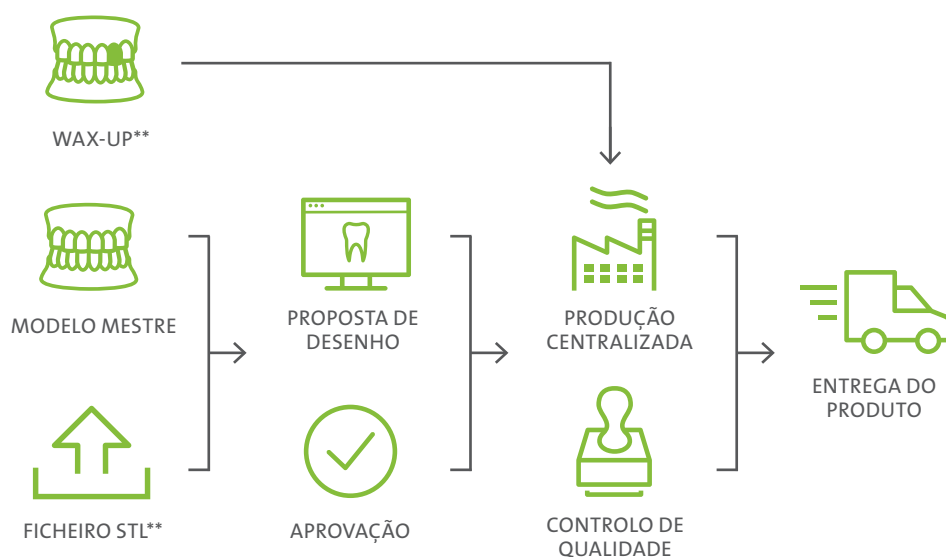 WAX-UP**
MODELO MESTRE
PROPOSTA DE
DESENHO
PRODUÇÃO
CENTRALIZADA
ENTREGA DO
PRODUTO
FICHEIRO STL**
APROVAÇÃO
CONTROLO DE
QUALIDADE